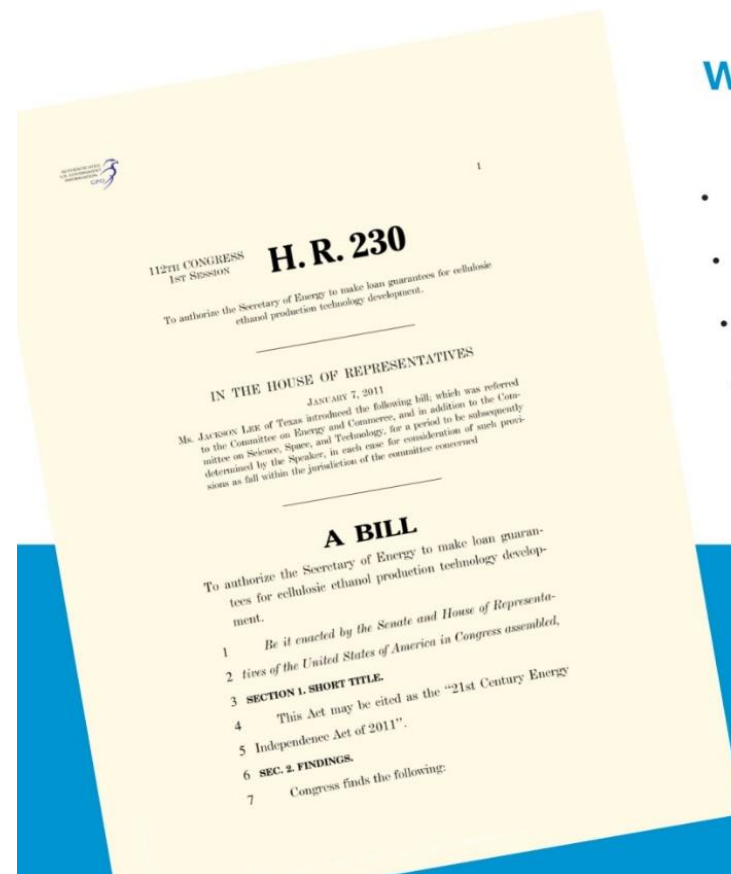 W
AUTHENTICATED
U.S. GOVERNMENT
INFORMATION
GPO
1
112TH CONGRESS
1ST SESSION
H. R. 230
To authorize the Secretary of Energy to make loan guarantees for cellulosic
ethanol production technology development.
IN THE HOUSE OF REPRESENTATIVES
JANUARY 7, 2011
Ms. JACKSON LEE of Texas introduced the following bill; which was referred
to the Committee on Energy and Commerce, and in addition to the Com-
mittee on Science, Space, and Technology, for a period to be subsequently
determined by the Speaker, in each case for consideration of such provi-
sions as fall within the jurisdiction of the committee concerned
A BILL
To authorize the Secretary of Energy to make loan guaran-
tees for cellulosic ethanol production technology develop-
ment.
1 Be it enacted by the Senate and House of Representa-
2 tives of the United States of America in Congress assembled,
3 SECTION 1. SHORT TITLE.
4 This Act may be cited as the “21st Century Energy
5 Independence Act of 2011”.
6 SEC. 2. FINDINGS.
7 Congress finds the following: